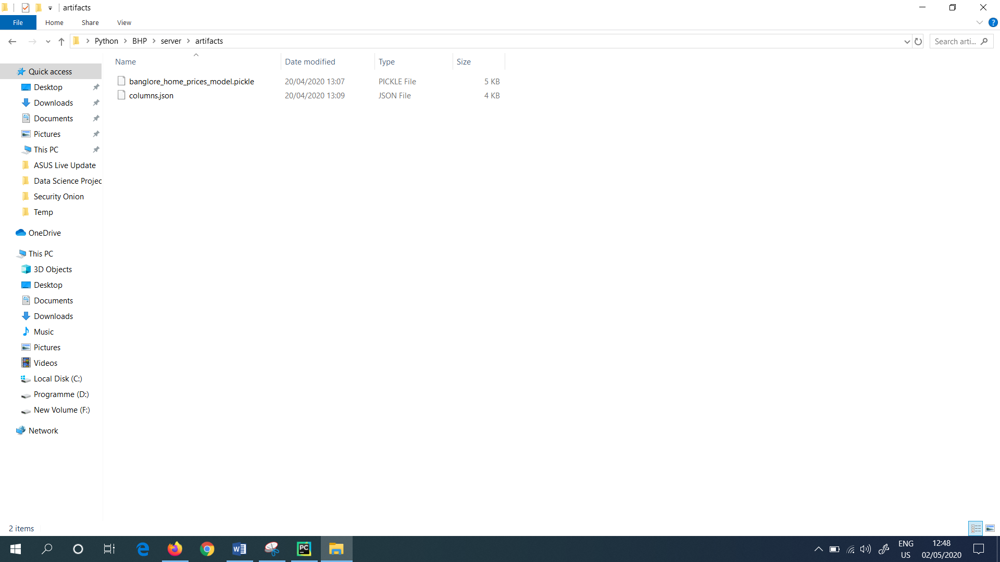 artifacts
File Home Share View
Python BHP server artifacts
Search arti...
Name Date modified Type Size
banglore_home_prices_model.pickle 20/04/2020 13:07 PICKLE File 5 KB
columns.json 20/04/2020 13:09 JSON File 4 KB
Quick access
Desktop
Downloads
Documents
Pictures
This PC
ASUS Live Update
Data Science Projec
Security Onion
Temp
OneDrive
This PC
3D Objects
Desktop
Documents
Downloads
Music
Pictures
Videos
Local Disk (C:)
Programme (D:)
New Volume (F:)
Network
2 items
ENG
US
12:48
02/05/2020